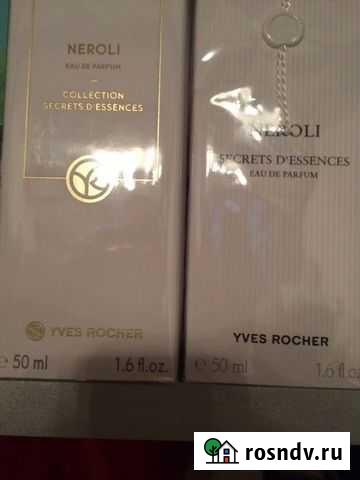 NEROLI
EAU DE PARFUM
COLLECTION
SECRETS D'ESSENCES
YR
YVES ROCHER
e 50 ml 1.6 fl.oz.
NEROLI
SECRETS D'ESSENCES
EAU DE PARFUM
YVES ROCHER
e 50 ml 1.6 fl.oz
rosndv.ru